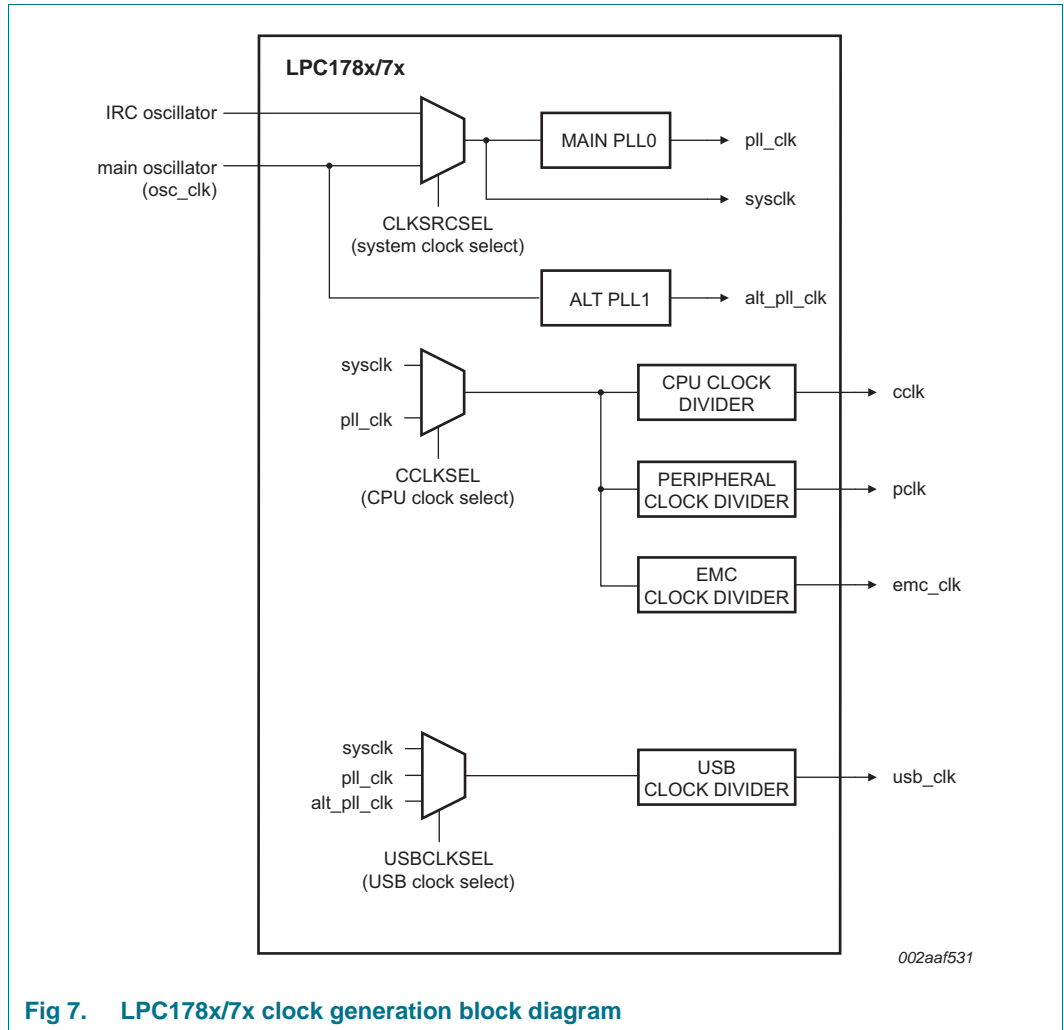 LPC178x/7x
IRC oscillator
main oscillator
(osc_clk)
CLKSRCSEL
(system clock select)
MAIN PLL0
pll_clk
sysclk
ALT PLL1
alt_pll_clk
sysclk
pll_clk
CCLKSEL
(CPU clock select)
CPU CLOCK
DIVIDER
cclk
PERIPHERAL
CLOCK DIVIDER
pclk
EMC
CLOCK DIVIDER
emc_clk
sysclk
pll_clk
alt_pll_clk
USBCLKSEL
(USB clock select)
USB
CLOCK DIVIDER
usb_clk
002aaf531
Fig 7. LPC178x/7x clock generation block diagram